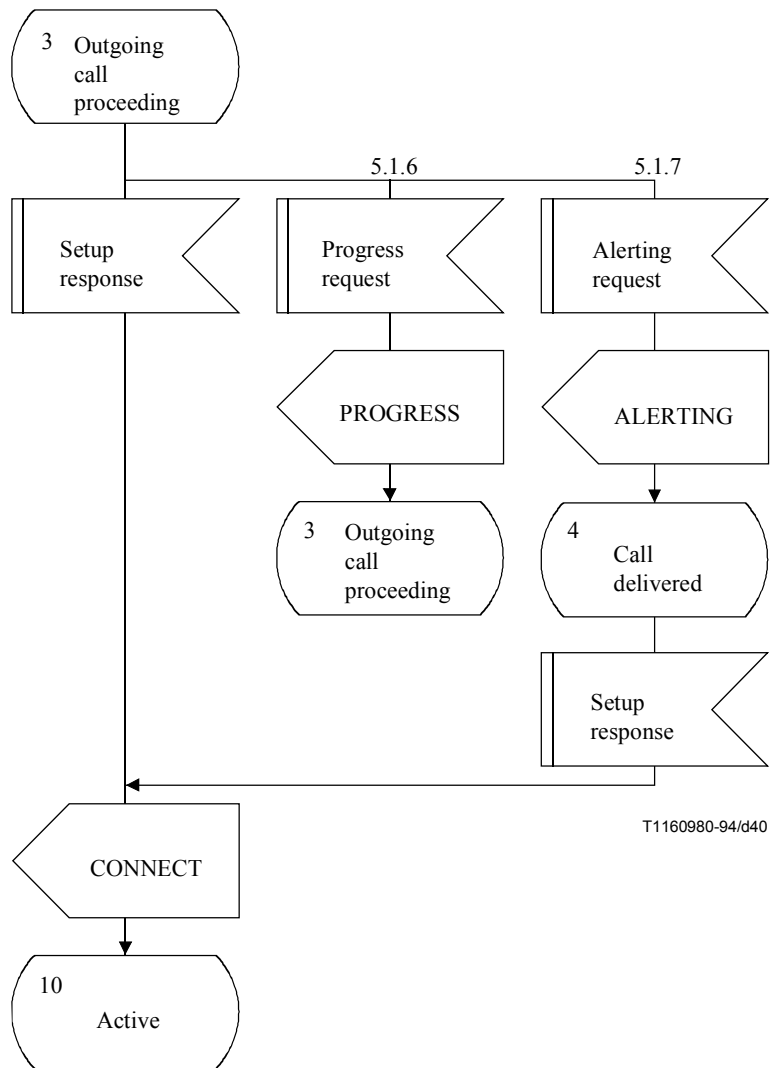 3 Outgoing
call
proceeding
5.1.6
5.1.7
Setup
response
Progress
request
Alerting
request
PROGRESS
ALERTING
3 Outgoing
call
proceeding
4
Call
delivered
Setup
response
T1160980-94/d40
CONNECT
10
Active